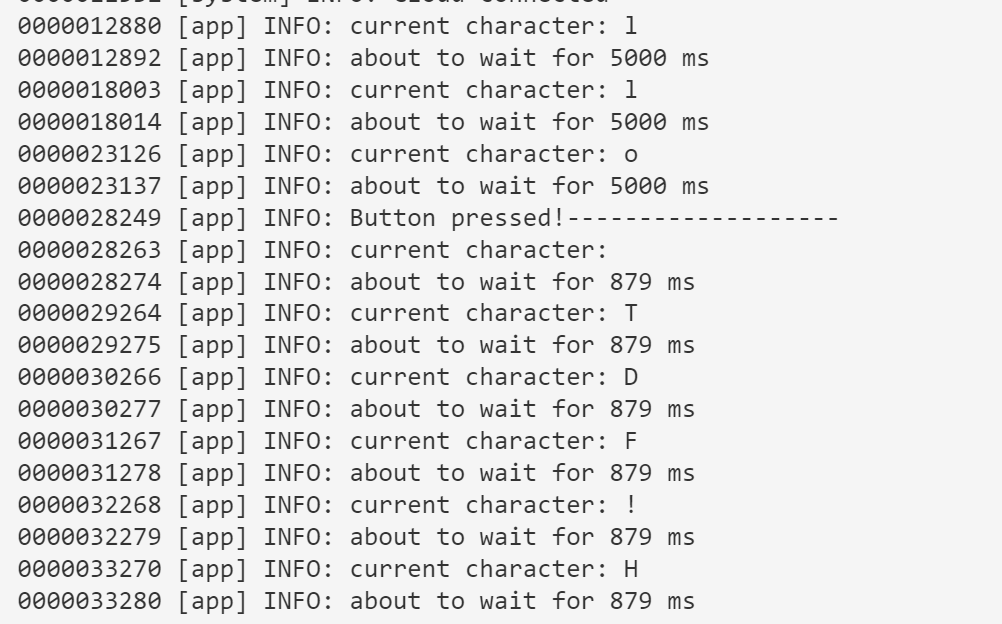 0000012880 [app] INFO: current character: l
0000012892 [app] INFO: about to wait for 5000 ms
0000018003 [app] INFO: current character: l
0000018014 [app] INFO: about to wait for 5000 ms
0000023126 [app] INFO: current character: o
0000023137 [app] INFO: about to wait for 5000 ms
0000028249 [app] INFO: Button pressed!-------------------
0000028263 [app] INFO: current character:
0000028274 [app] INFO: about to wait for 879 ms
0000029264 [app] INFO: current character: T
0000029275 [app] INFO: about to wait for 879 ms
0000030266 [app] INFO: current character: D
0000030277 [app] INFO: about to wait for 879 ms
0000031267 [app] INFO: current character: F
0000031278 [app] INFO: about to wait for 879 ms
0000032268 [app] INFO: current character: !
0000032279 [app] INFO: about to wait for 879 ms
0000033270 [app] INFO: current character: H
0000033280 [app] INFO: about to wait for 879 ms